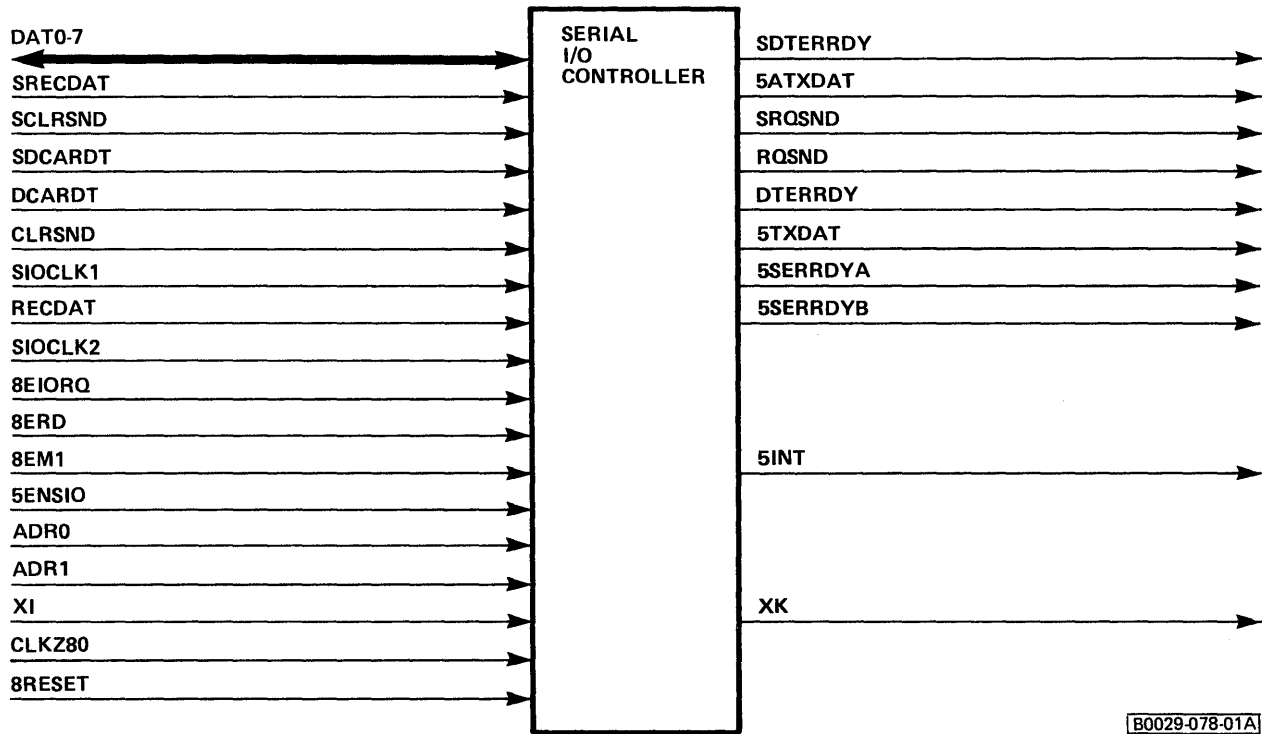 DAT0-7
SRECDAT
SCLRSND
SDCARDT
DCARDT
CLRSND
SIOCLK1
RECDAT
SIOCLK2
8EIORQ
8ERD
8EM1
5ENSIO
ADR0
ADR1
XI
CLKZ80
8RESET
SERIAL
I/O
CONTROLLER
SDTERRDY
5ATXDAT
SRQSND
RQSND
DTERRDY
5TXDAT
5SERRDYA
5SERRDYB
5INT
XK
B0029-078-01A